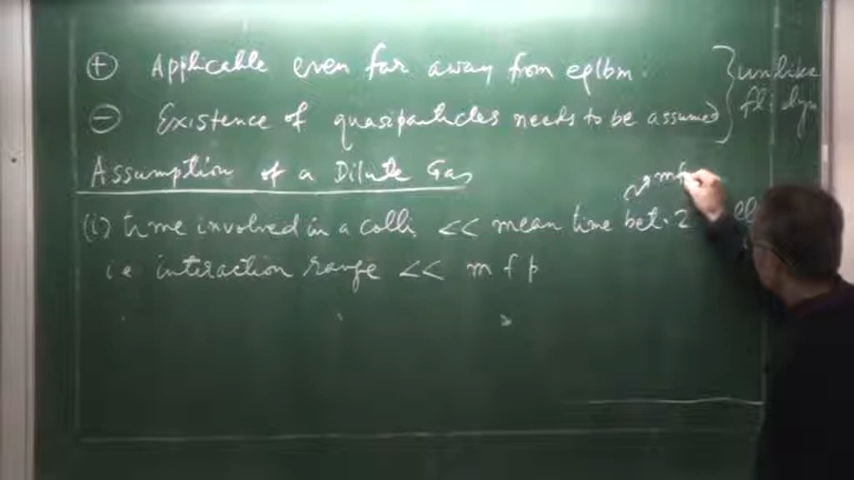 (+) Applicable even far away from eqlbm.
(-) Existence of quasiparticles needs to be assumed
} unlike
fl. dyn
Assumption of a Dilute Gas
mf
(i) time involved in a colli. << mean time bet. 2
i e interaction range << m f p